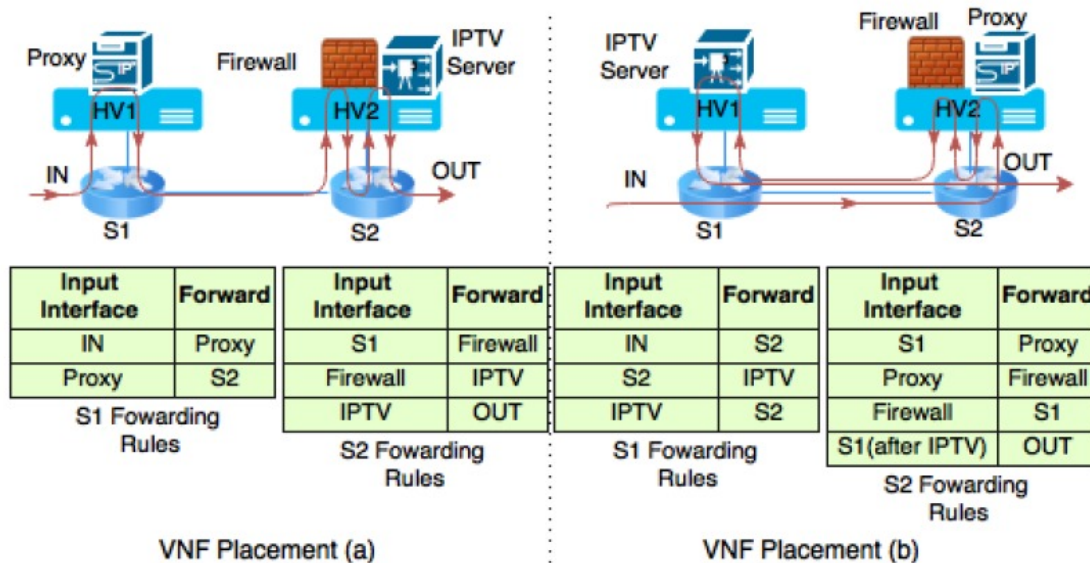 Proxy
Firewall
IPTV
Server
HV1
HV2
IN
OUT
S1
S2
Input
Interface
Forward
IN
Proxy
Proxy
S2
S1 Fowarding
Rules
Input
Interface
Forward
S1
Firewall
Firewall
IPTV
IPTV
OUT
S2 Fowarding
Rules
VNF Placement (a)
IPTV
Server
Firewall
Proxy
HV1
HV2
IN
OUT
S1
S2
Input
Interface
Forward
IN
S2
S2
IPTV
IPTV
S2
S1 Fowarding
Rules
Input
Interface
Forward
S1
Proxy
Proxy
Firewall
Firewall
S1
S1(after IPTV)
OUT
S2 Fowarding
Rules
VNF Placement (b)